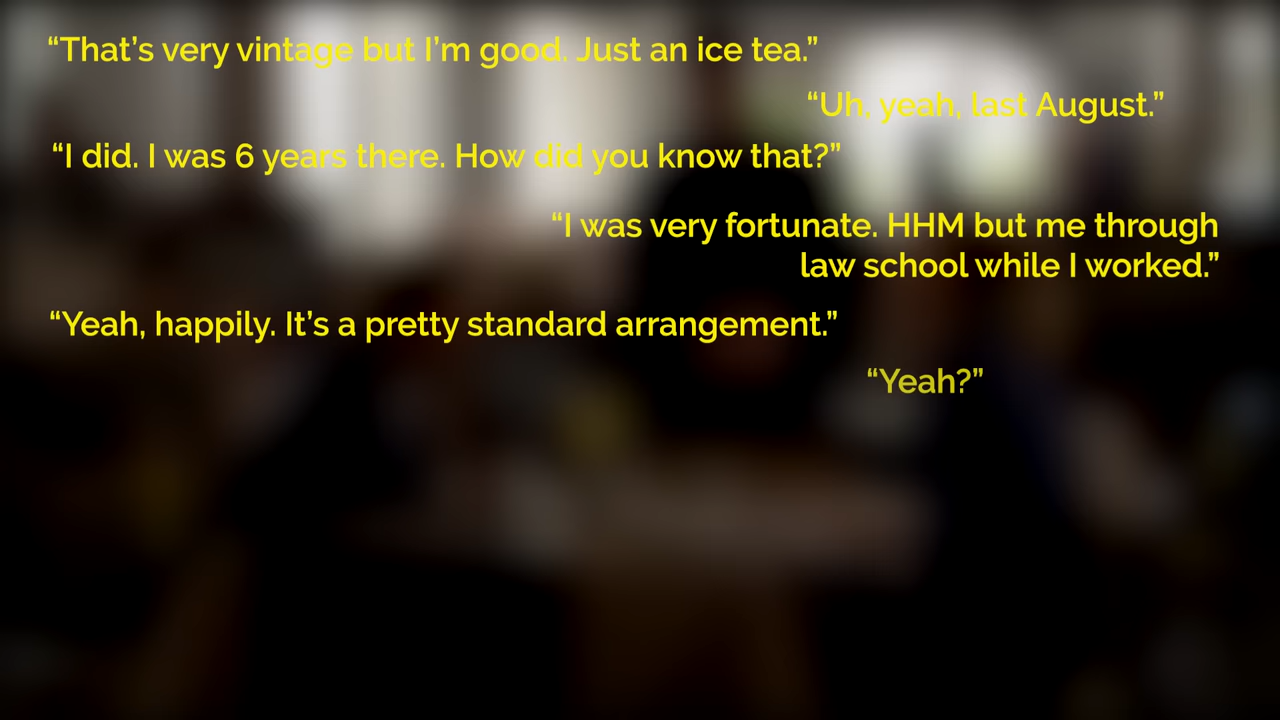 “That’s very vintage but I’m good. Just an ice tea.”
“Uh, yeah, last August.”
“I did. I was 6 years there. How did you know that?”
“I was very fortunate. HHM but me through
law school while I worked.”
“Yeah, happily. It’s a pretty standard arrangement.”
“Yeah?”